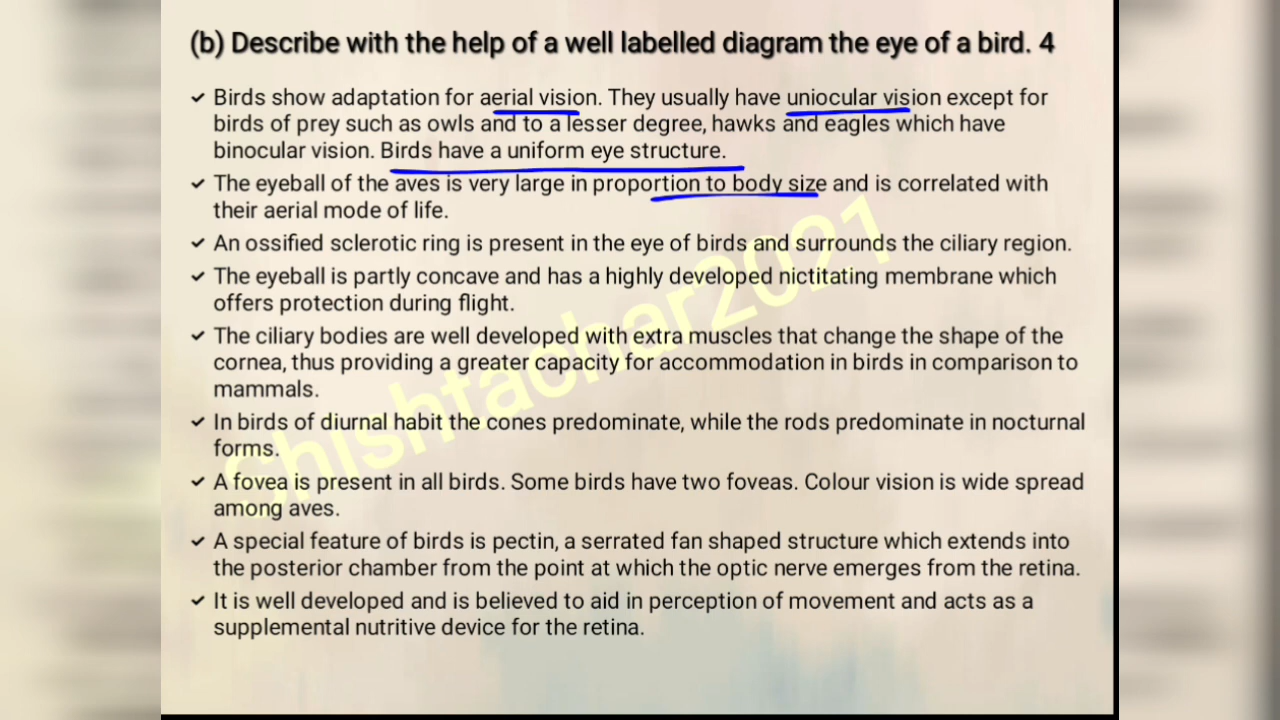 (b) Describe with the help of a well labelled diagram the eye of a bird. 4
✓ Birds show adaptation for aerial vision. They usually have uniocular vision except for
birds of prey such as owls and to a lesser degree, hawks and eagles which have
binocular vision. Birds have a uniform eye structure.
✓ The eyeball of the aves is very large in proportion to body size and is correlated with
their aerial mode of life.
✓ An ossified sclerotic ring is present in the eye of birds and surrounds the ciliary region.
✓ The eyeball is partly concave and has a highly developed nictitating membrane which
offers protection during flight.
✓ The ciliary bodies are well developed with extra muscles that change the shape of the
cornea, thus providing a greater capacity for accommodation in birds in comparison to
mammals.
✓ In birds of diurnal habit the cones predominate, while the rods predominate in nocturnal
forms.
✓ A fovea is present in all birds. Some birds have two foveas. Colour vision is wide spread
among aves.
✓ A special feature of birds is pectin, a serrated fan shaped structure which extends into
the posterior chamber from the point at which the optic nerve emerges from the retina.
✓ It is well developed and is believed to aid in perception of movement and acts as a
supplemental nutritive device for the retina.
Shishtachar2021